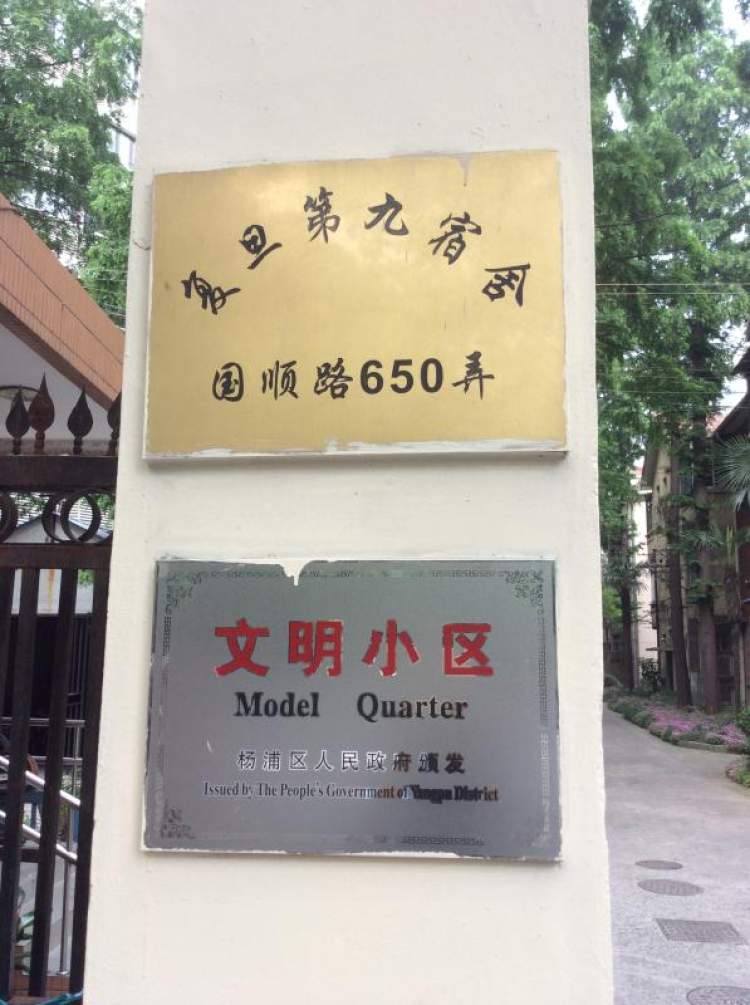 复旦第九宿舍
国顺路650弄
文明小区
Model Quarter
杨浦区人民政府颁发
Issued by The People's Government of Yangpu District